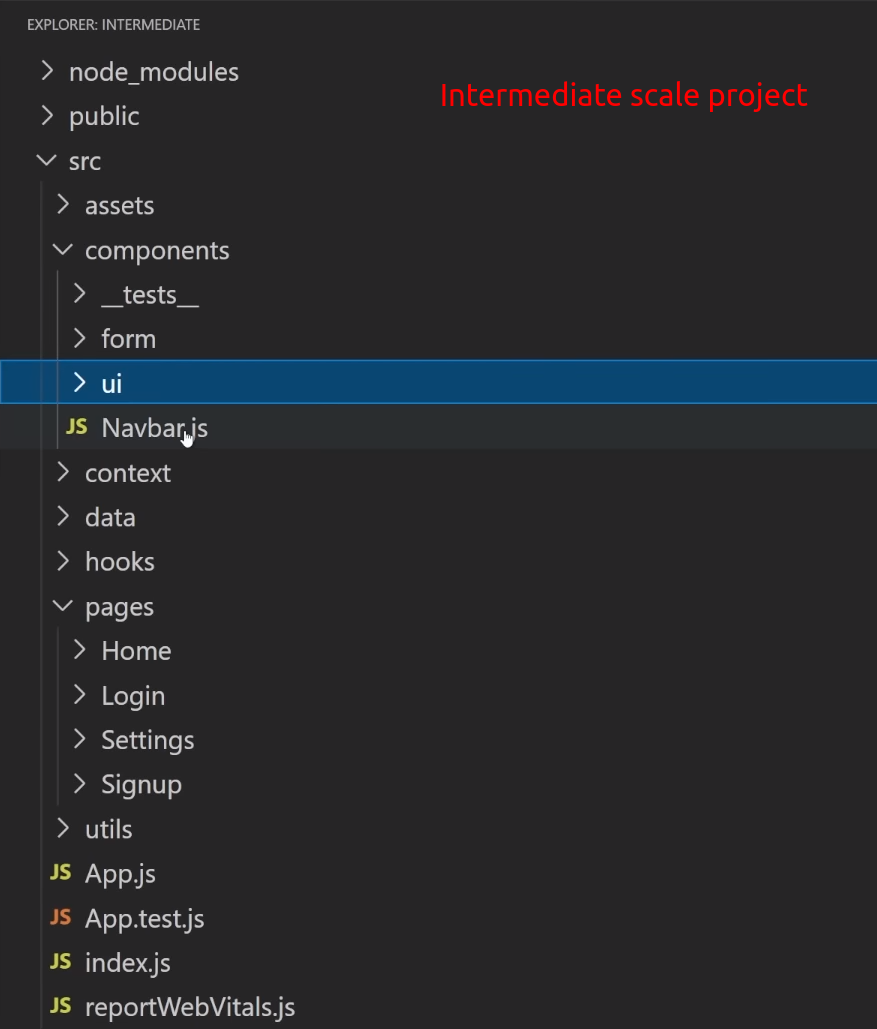 EXPLORER: INTERMEDIATE
node_modules
Intermediate scale project
public
src
assets
components
__tests__
form
ui
JS Navbar.js
context
data
hooks
pages
Home
Login
Settings
Signup
utils
JS App.js
JS App.test.js
JS index.js
JS reportWebVitals.js